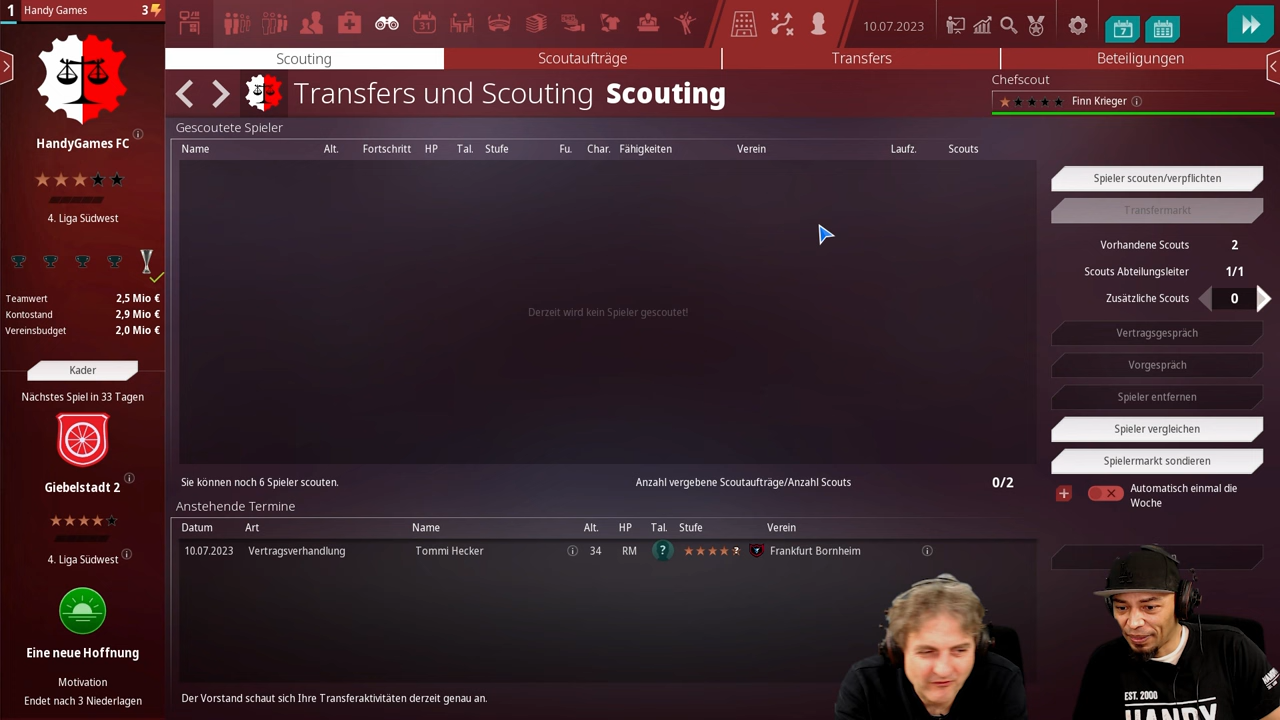 1 Handy Games 3
10.07.2023
7
31
Scouting Scoutaufträge Transfers Beteiligungen
Transfers und Scouting Scouting
Chefscout
Finn Krieger
HandyGames FC
4. Liga Südwest
Teamwert 2,5 Mio €
Kontostand 2,9 Mio €
Vereinsbudget 2,0 Mio €
Kader
Nächstes Spiel in 33 Tagen
Giebelstadt 2
4. Liga Südwest
Eine neue Hoffnung
Motivation
Endet nach 3 Niederlagen
Gescoutete Spieler
Name Alt. Fortschritt HP Tal. Stufe Fu. Char. Fähigkeiten Verein Laufz. Scouts
Derzeit wird kein Spieler gescoutet!
Sie können noch 6 Spieler scouten. Anzahl vergebene Scoutaufträge/Anzahl Scouts 0/2
Anstehende Termine
Datum Art Name Alt. HP Tal. Stufe Verein
10.07.2023 Vertragsverhandlung Tommi Hecker 34 RM ? ? Frankfurt Bornheim
Der Vorstand schaut sich Ihre Transferaktivitäten derzeit genau an.
Spieler scouten/verpflichten
Transfermarkt
Vorhandene Scouts 2
Scouts Abteilungsleiter 1/1
Zusätzliche Scouts 0
Vertragsgespräch
Vorgespräch
Spieler entfernen
Spieler vergleichen
Spielermarkt sondieren
Automatisch einmal die
Woche
EST. 2000
HANDY